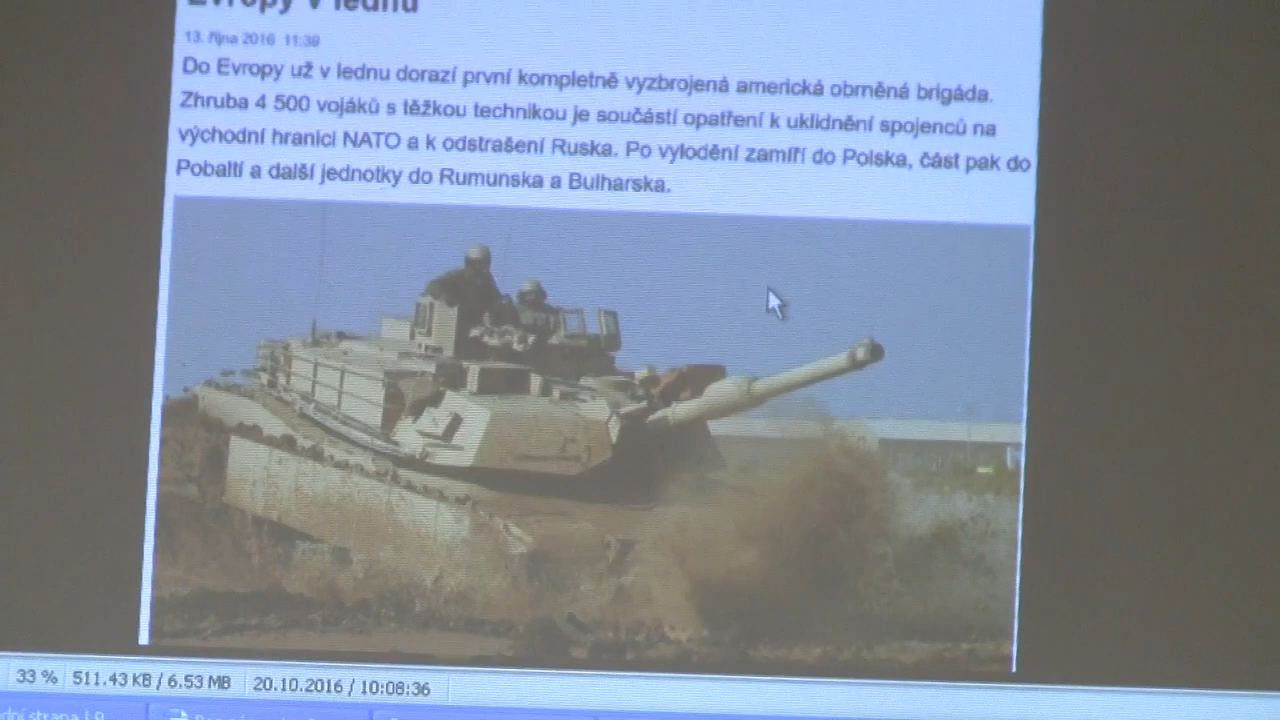 Evropy v lednu
13. října 2016 11:39
Do Evropy už v lednu dorazí první kompletně vyzbrojená americká obrněná brigáda.
Zhruba 4 500 vojáků s těžkou technikou je součástí opatření k uklidnění spojenců na
východní hranici NATO a k odstrašení Ruska. Po vylodění zamíří do Polska, část pak do
Pobaltí a další jednotky do Rumunska a Bulharska.
33 % 511.43 KB / 6.53 MB 20.10.2016 / 10:08:36
strana